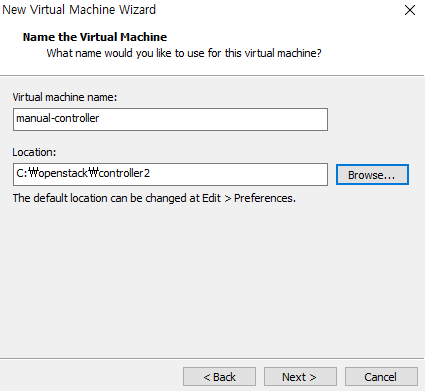 New Virtual Machine Wizard
Name the Virtual Machine
What name would you like to use for this virtual machine?
Virtual machine name:
manual-controller
Location:
C:₩openstack₩controller2
Browse...
The default location can be changed at Edit > Preferences.
< Back
Next >
Cancel